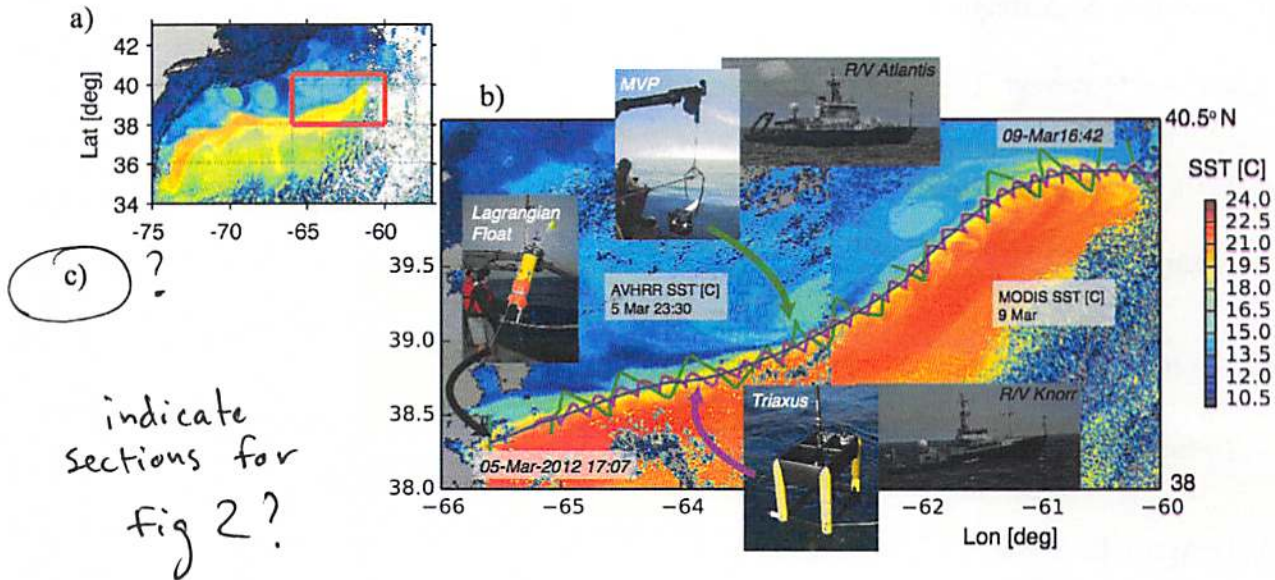 a)
42
40
38
36
34
Lat [deg]
-75
-70
-65
-60
c)
?
indicate
sections for
fig 2?
b)
MVP
R/V Atlantis
40.5° N
09-Mar16:42
SST [C]
24.0
22.5
21.0
19.5
18.0
16.5
15.0
13.5
12.0
10.5
Lagrangian
Float
39.5
39.0
38.5
38.0
AVHRR SST [C]
5 Mar 23:30
MODIS SST [C]
9 Mar
Triaxus
R/V Knorr
05-Mar-2012 17:07
38
-66
-65
-64
-62
-61
-60
Lon [deg]